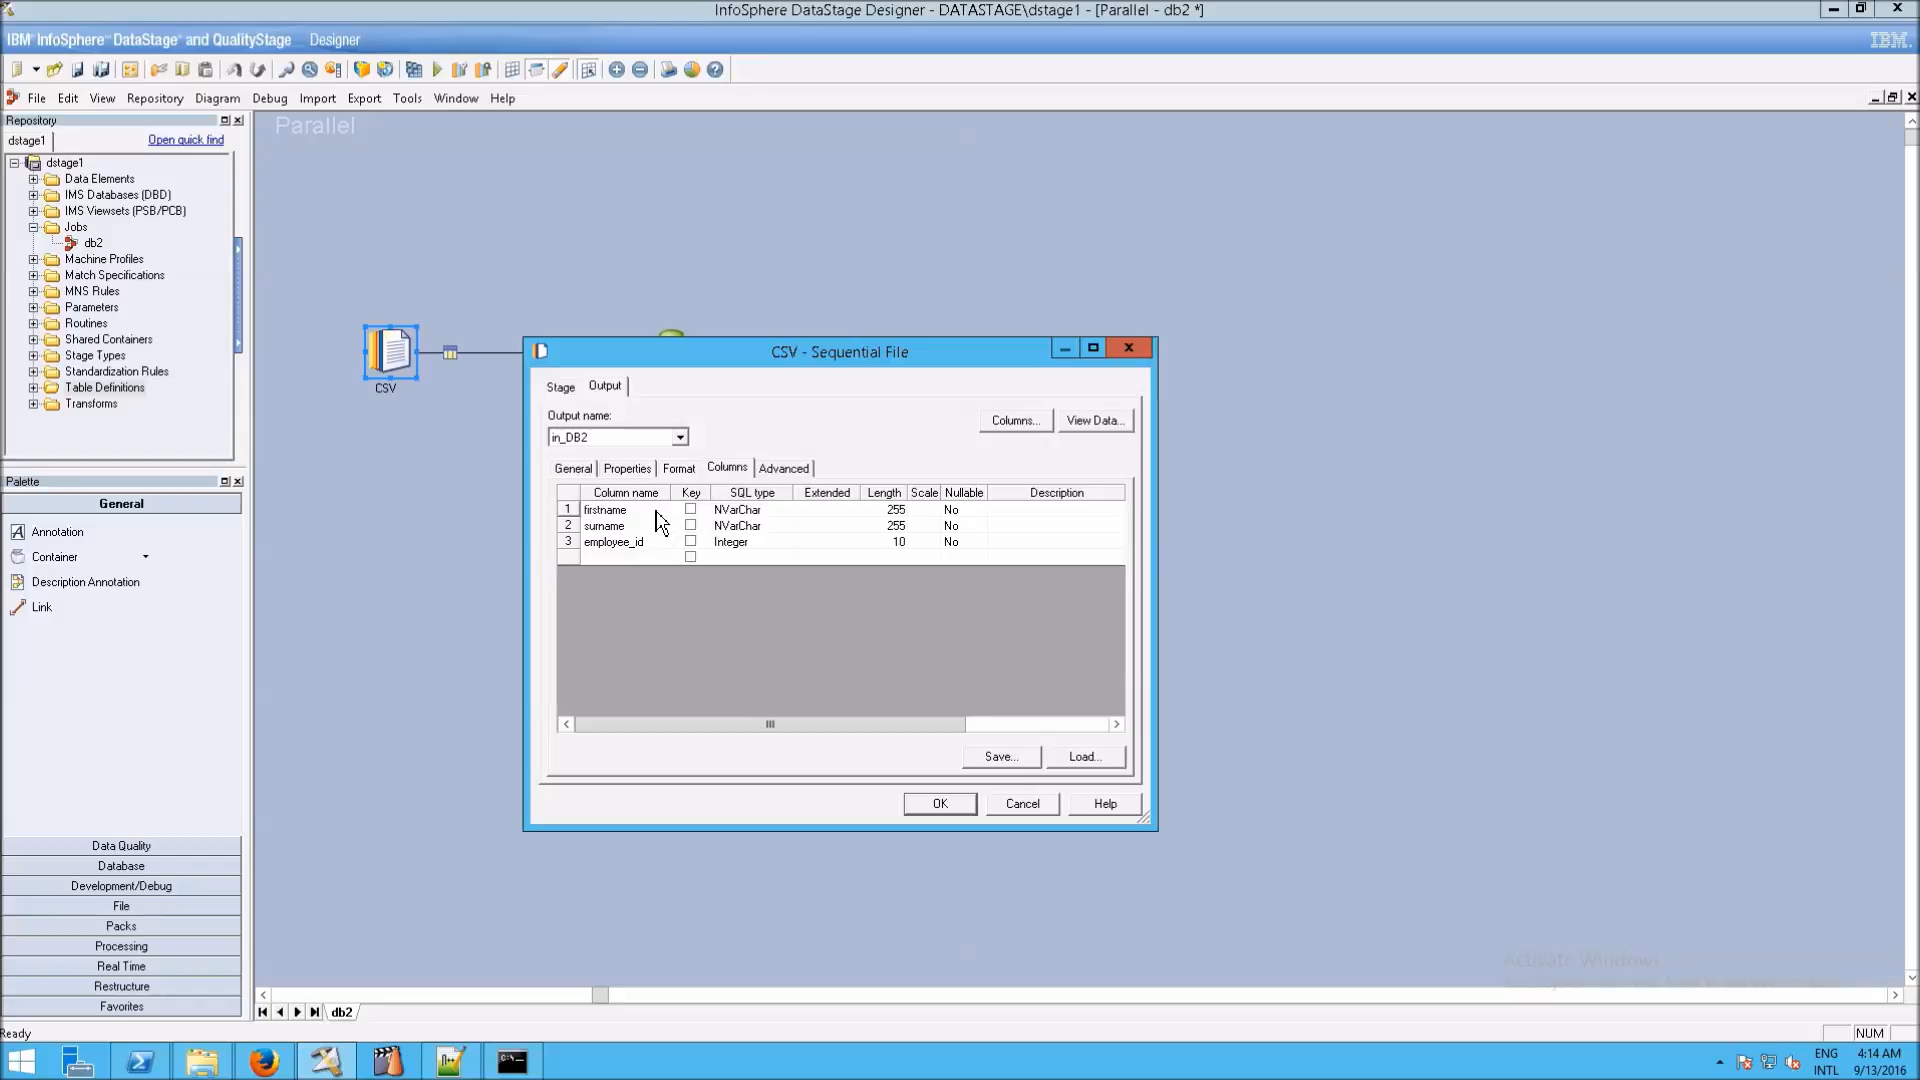 InfoSphere DataStage Designer - DATASTAGE\dstage1 - [Parallel - db2 *]
IBM InfoSphere™ DataStage® and QualityStage Designer
IBM.
File Edit View Repository Diagram Debug Import Export Tools Window Help
Repository
dstage1
Open quick find
dstage1
Data Elements
IMS Databases (DBD)
IMS Viewsets (PSB/PCB)
Jobs
db2
Machine Profiles
Match Specifications
MNS Rules
Parameters
Routines
Shared Containers
Stage Types
Standardization Rules
Table Definitions
Transforms
Palette
General
Annotation
Container
Description Annotation
Link
Data Quality
Database
Development/Debug
File
Packs
Processing
Real Time
Restructure
Favorites
Parallel
CSV
CSV - Sequential File
Stage Output
Output name:
in_DB2
Columns... View Data...
General Properties Format Columns Advanced
Column name Key SQL type Extended Length Scale Nullable Description
1 firstname NVarChar 255 No
2 surname NVarChar 255 No
3 employee_id Integer 10 No
Save... Load...
OK Cancel Help
Activate Windows
db2
Ready
NUM
ENG
INTL
4:14 AM
9/13/2016